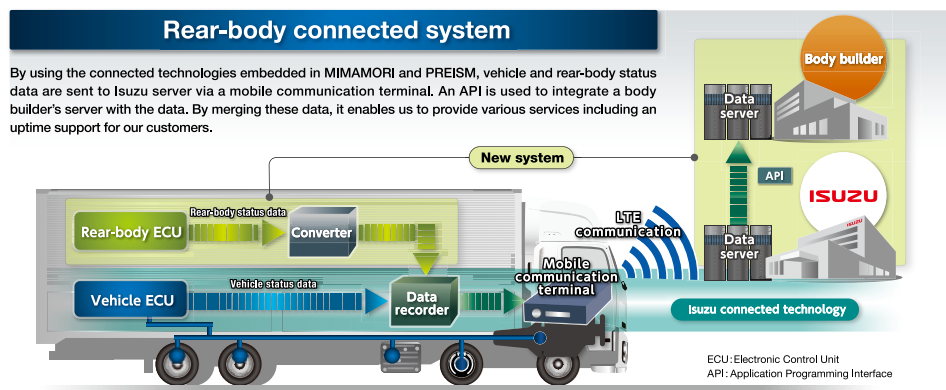 Rear-body connected system
By using the connected technologies embedded in MIMAMORI and PREISM, vehicle and rear-body status
data are sent to Isuzu server via a mobile communication terminal. An API is used to integrate a body
builder's server with the data. By merging these data, it enables us to provide various services including an
uptime support for our customers.
New system
Body builder
Data
server
API
ISUZU
ISUZU
Data
server
Rear-body ECU
Rear-body status data
Converter
LTE
communication
Vehicle ECU
Vehicle status data
Data
recorder
Mobile
communication
terminal
Isuzu connected technology
ECU: Electronic Control Unit
API: Application Programming Interface